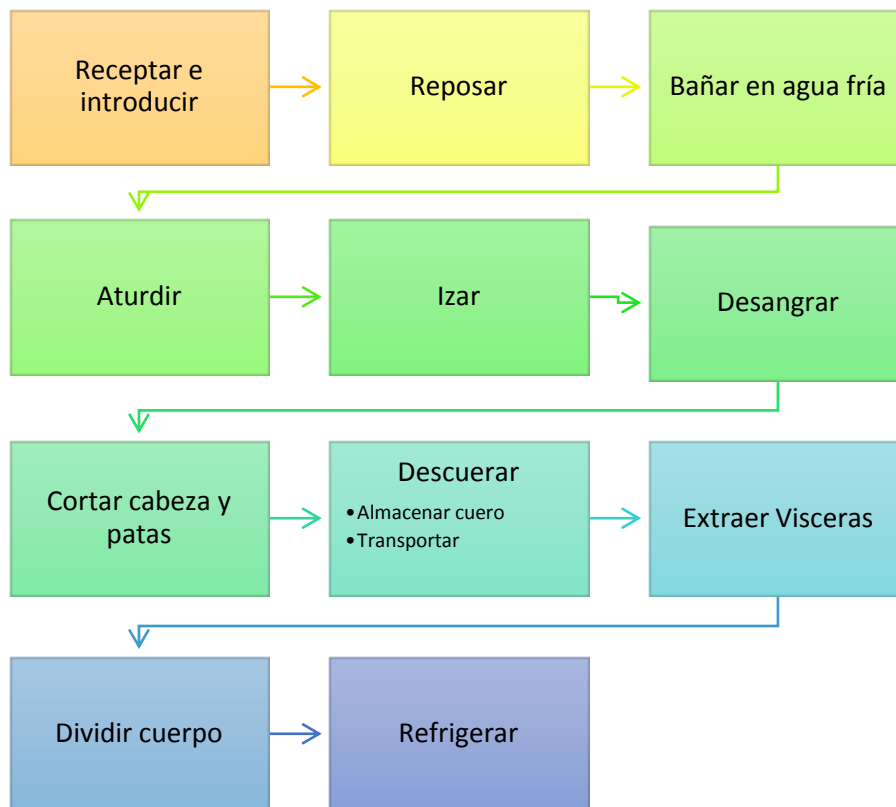 Receptar e
introducir
Reposar
Bañar en agua fría
Aturdir
Izar
Desangrar
Cortar cabeza y
patas
Descuerar
•Almacenar cuero
•Transportar
Extraer Visceras
Dividir cuerpo
Refrigerar